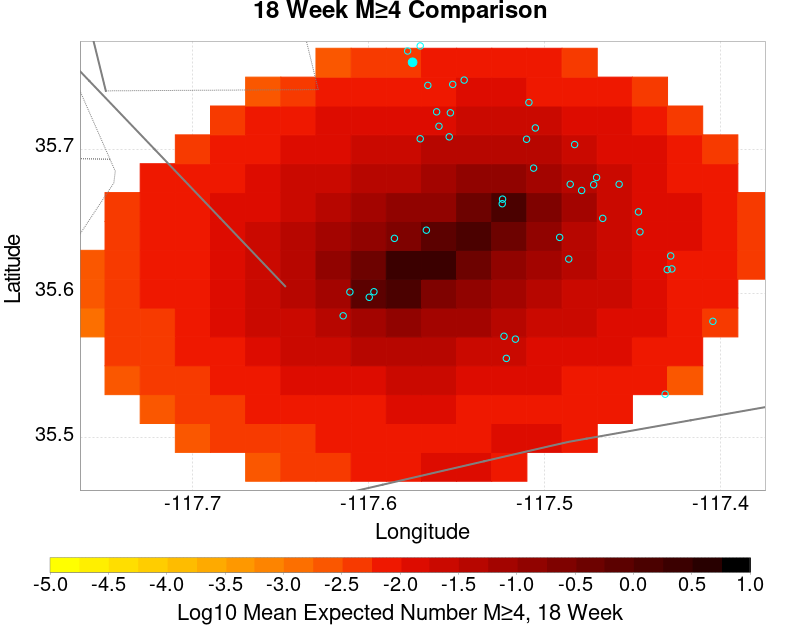 18 Week M≥4 Comparison
35.7
35.6
35.5
Latitude
-117.7 -117.6 -117.5 -117.4
Longitude
-5.0 -4.5 -4.0 -3.5 -3.0 -2.5 -2.0 -1.5 -1.0 -0.5 0.0 0.5 1.0
Log10 Mean Expected Number M≥4, 18 Week